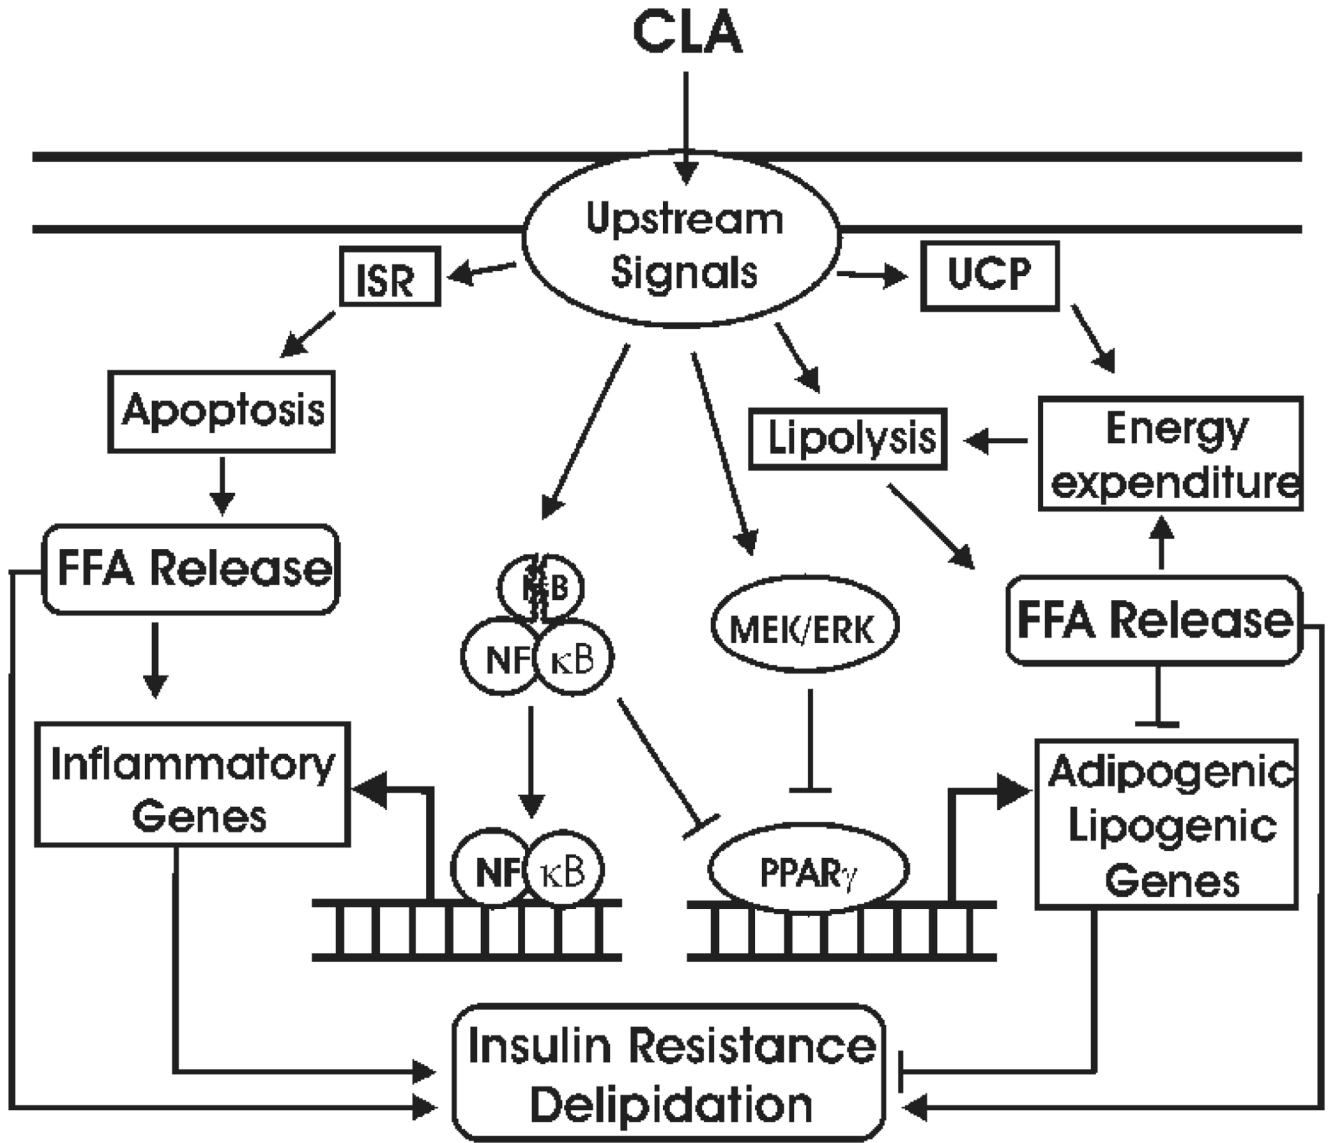 CLA
Upstream
Signals
ISR
UCP
Apoptosis
Lipolysis
Energy
expenditure
FFA Release
IκB
NF κB
MEK/ERK
FFA Release
Inflammatory
Genes
Adipogenic
Lipogenic
Genes
NF κB
PPARγ
Insulin Resistance
Delipidation